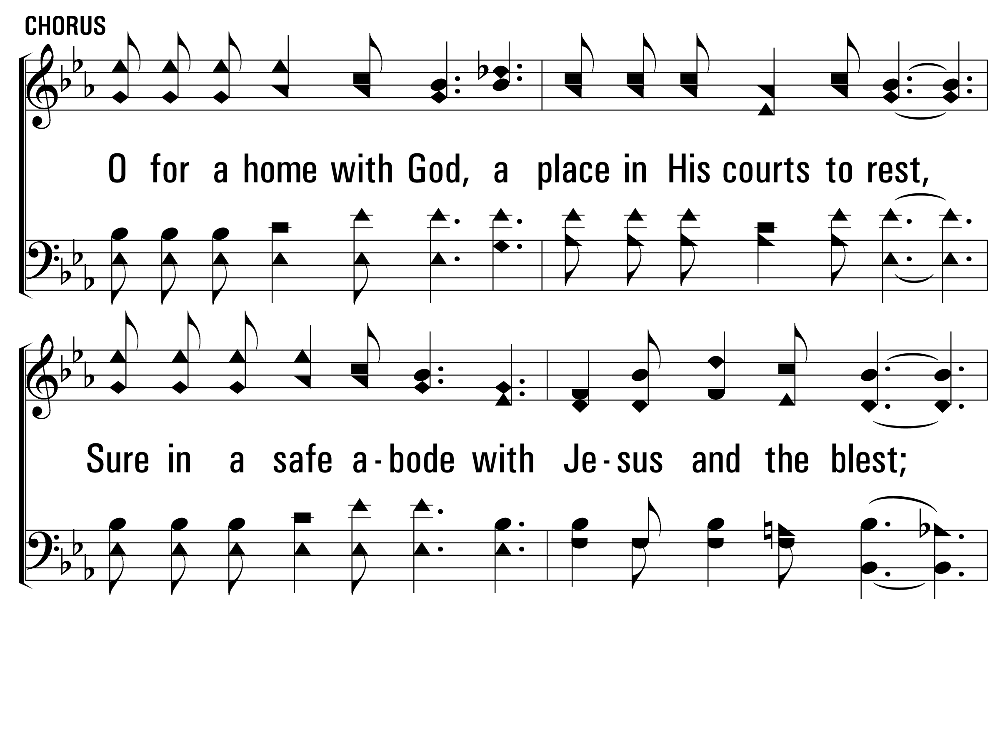 CHORUS
O for a home with God, a place in His courts to rest,
Sure in a safe a-bode with Je-sus and the blest;